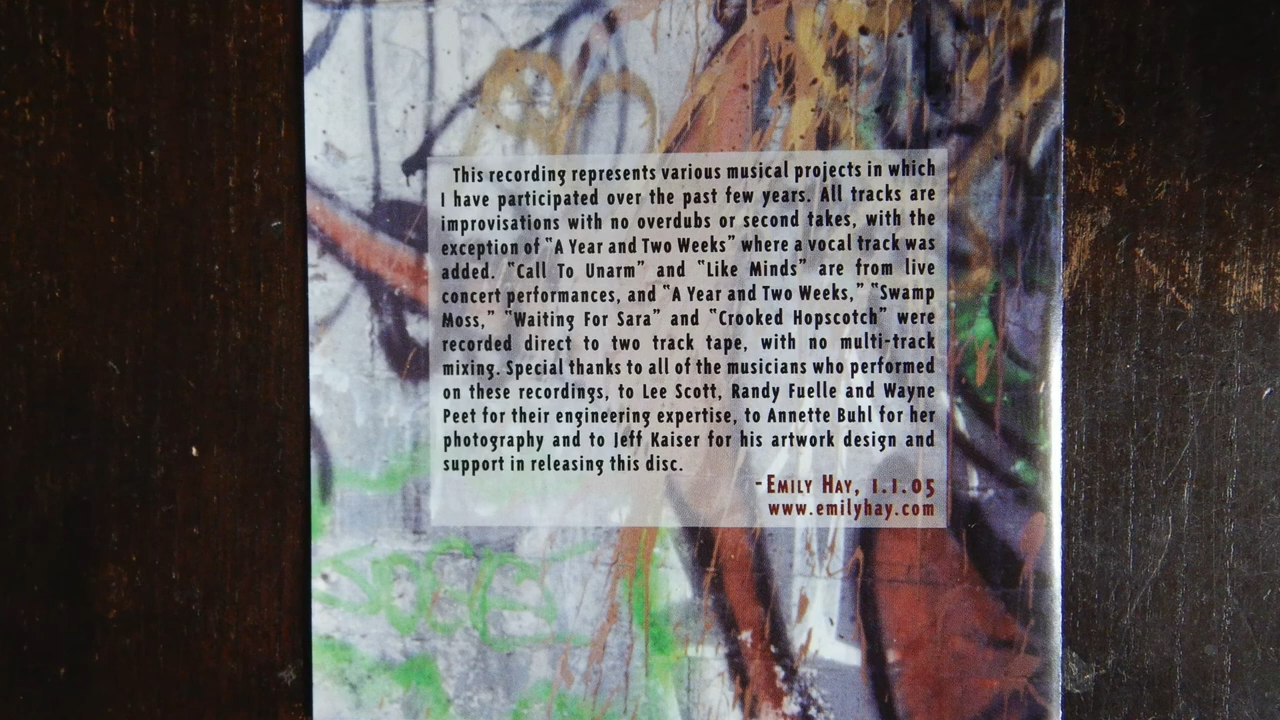 This recording represents various musical projects in which
I have participated over the past few years. All tracks are
improvisations with no overdubs or second takes, with the
exception of "A Year and Two Weeks" where a vocal track was
added. "Call To Unarm" and "Like Minds" are from live
concert performances, and "A Year and Two Weeks," "Swamp
Moss," "Waiting For Sara" and "Crooked Hopscotch" were
recorded direct to two track tape, with no multi-track
mixing. Special thanks to all of the musicians who performed
on these recordings, to Lee Scott, Randy Fuelle and Wayne
Peet for their engineering expertise, to Annette Buhl for her
photography and to Jeff Kaiser for his artwork design and
support in releasing this disc.
-Emily Hay, 1.1.05
www.emilyhay.com